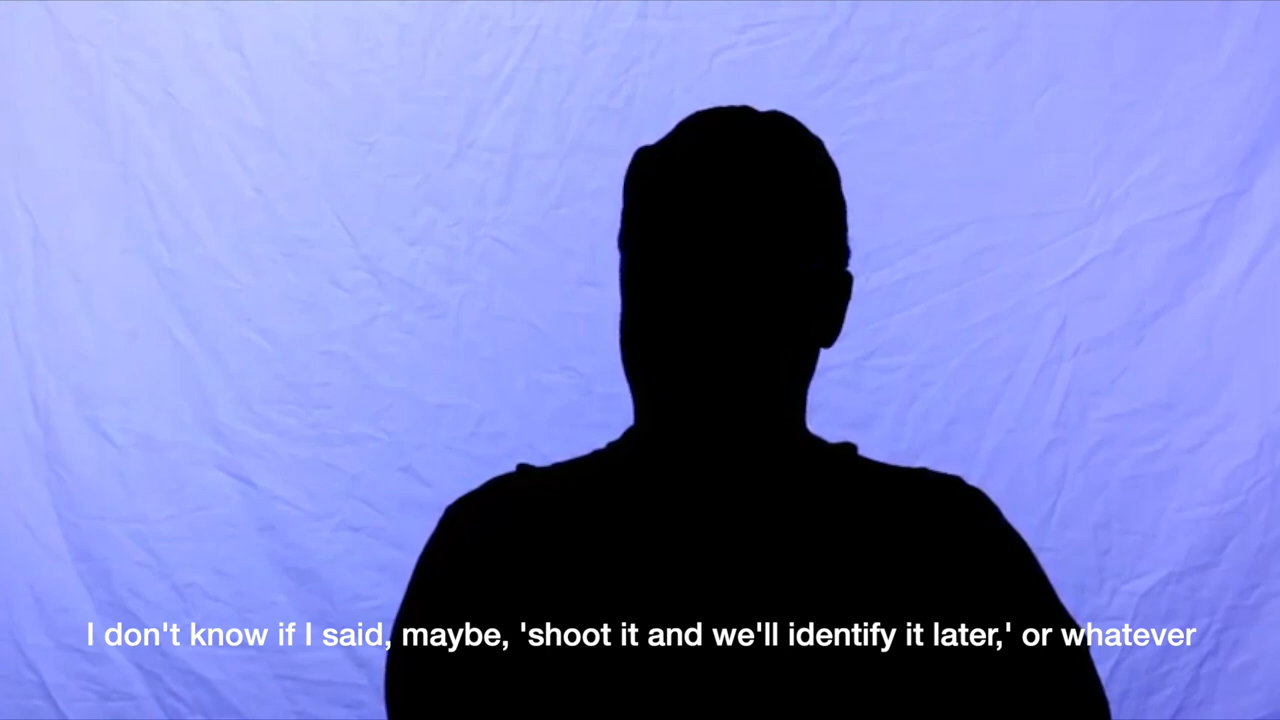 I don't know if I said, maybe, 'shoot it and we'll identify it later,' or whatever